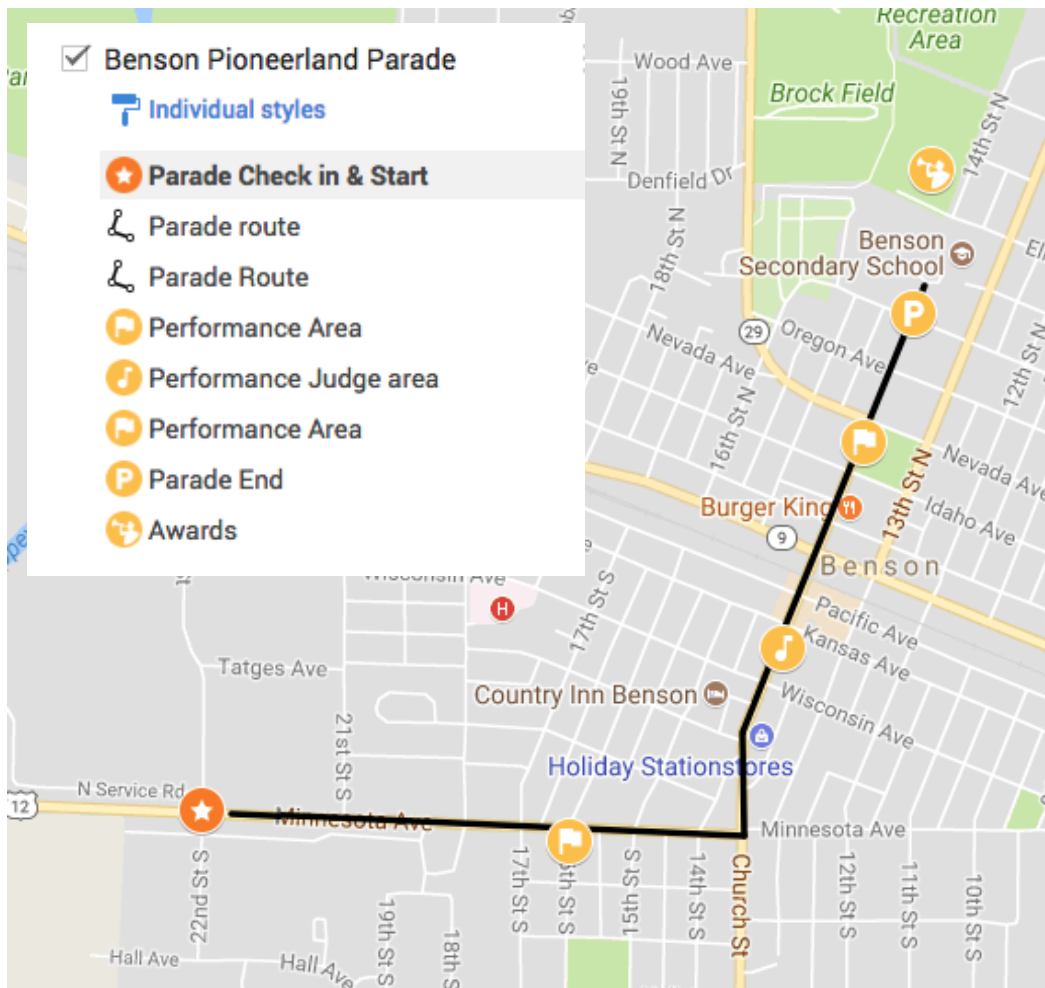 Benson Pioneerland Parade
Individual styles
Parade Check in & Start
Parade route
Parade Route
Performance Area
Performance Judge area
Performance Area
P
Parade End
Awards
Recreation
Area
Wood Ave
19th St N
Brock Field
14th St N
Denfield Dr
18th St N
Benson
Secondary School
P
29
Oregon Ave
Nevada Ave
12th St N
16th St N
Nevada Ave
13th St N
Idaho Ave
Burger King
9
Benson
Wisconsin Ave
H
17th St S
Pacific Ave
Kansas Ave
Tatges Ave
Country Inn Benson
Wisconsin Ave
21st St S
Holiday Stationstores
N Service Rd
12
Minnesota Ave
Minnesota Ave
22nd St S
17th St S
15th St S
14th St S
Church St
12th St S
11th St S
10th St S
19th St S
18th St
Hall Ave
Hall Ave